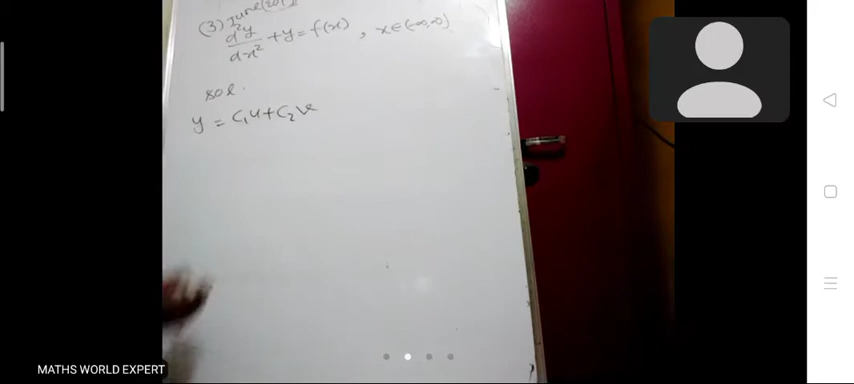 (3) June(201
d²y/dx² + y = f(x) , x ∈ (-∞,∞)
sol.
y = C₁u + C₂v
MATHS WORLD EXPERT